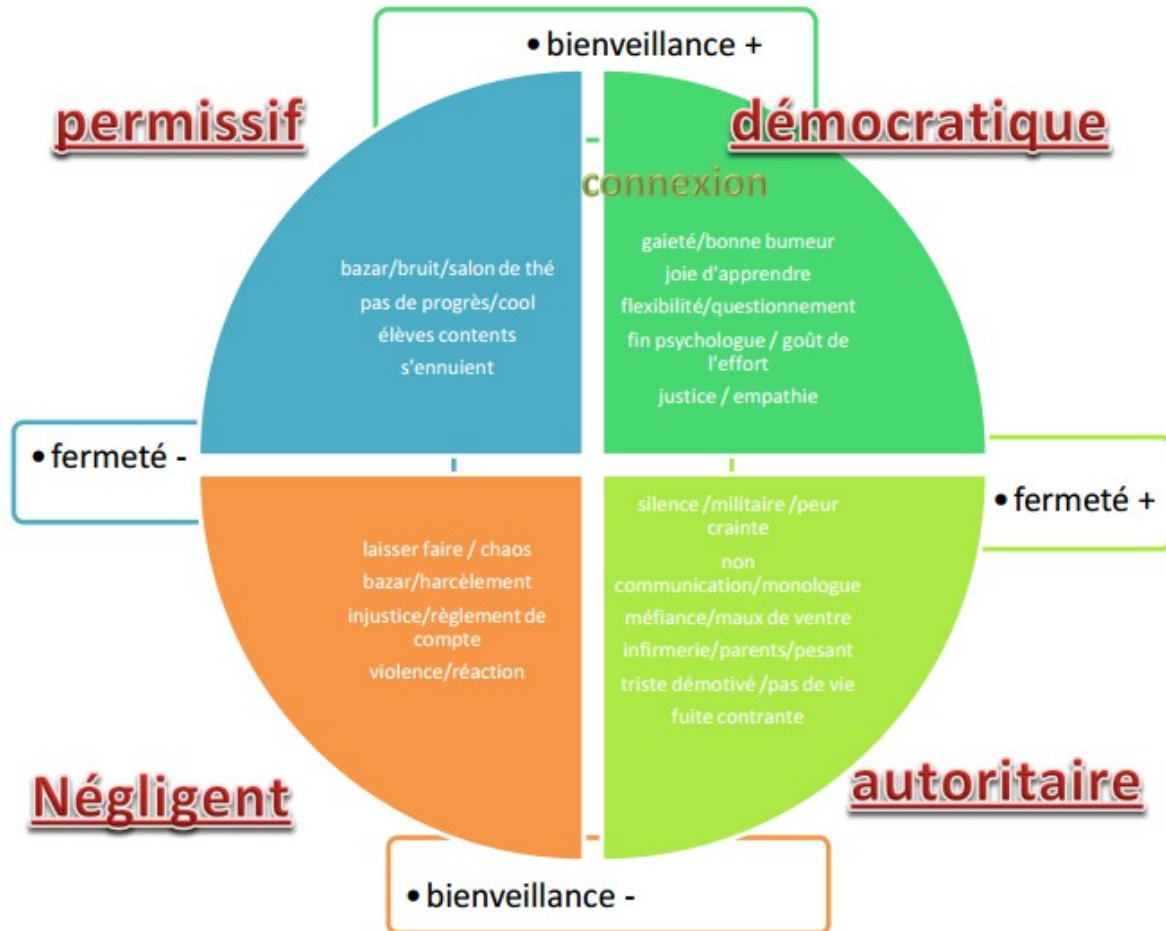 • bienveillance +
permissif
démocratique
connexion
bazar/bruit/salon de thé
pas de progrès/cool
élèves contents
s'ennuient
gaieté/bonne bumeur
joie d'apprendre
flexibilité/questionnement
fin psychologue / goût de
l'effort
justice / empathie
• fermeté -
• fermeté +
laisser faire / chaos
bazar/harcèlement
injustice/règlement de
compte
violence/réaction
silence /militaire /peur
crainte
non
communication/monologue
méfiance/maux de ventre
infirmerie/parents/pesant
triste démotivé /pas de vie
fuite contrante
Négligent
autoritaire
• bienveillance -